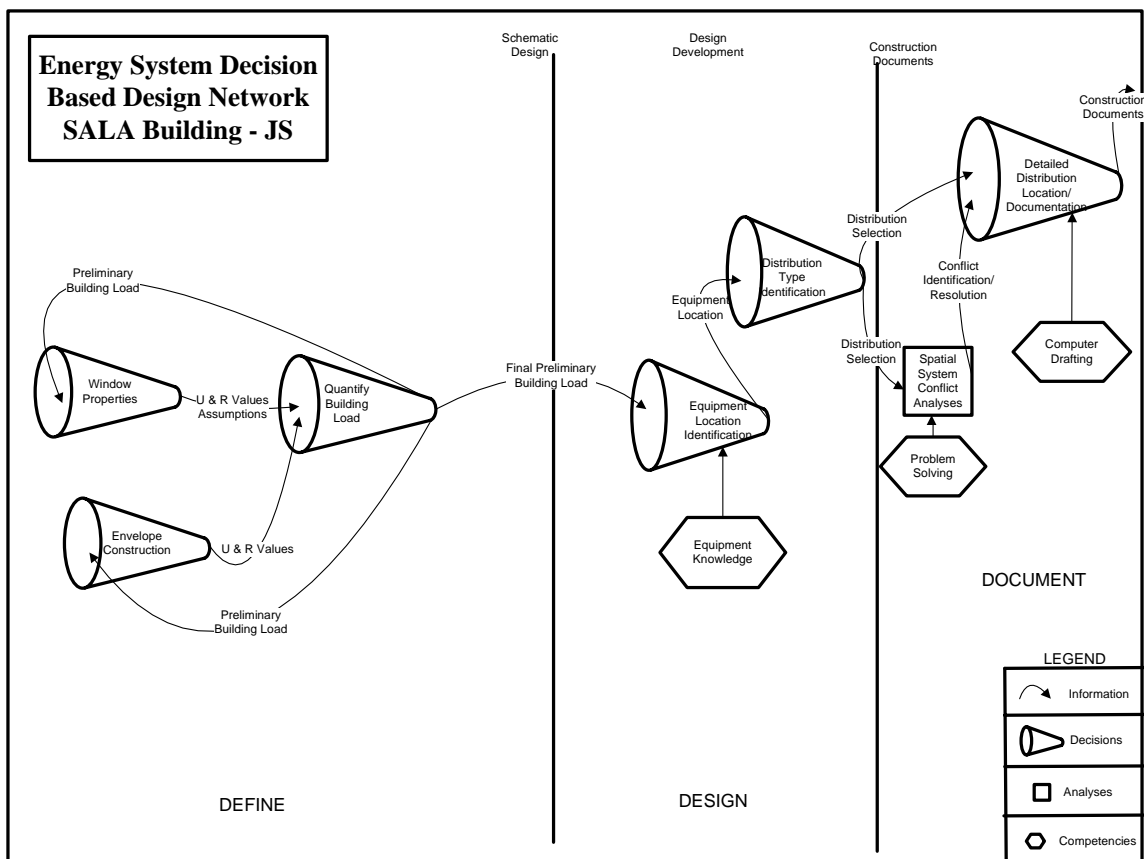 Energy System Decision
Based Design Network
SALA Building - JS
Schematic
Design
Design
Development
Construction
Documents
Construction
Documents
Detailed
Distribution
Location/
Documentation
Distribution
Selection
Conflict
Identification/
Resolution
Computer
Drafting
Distribution
Type
Identification
Equipment
Location
Distribution
Selection
Spatial
System
Conflict
Analyses
Problem
Solving
Preliminary
Building Load
Window
Properties
U & R Values
Assumptions
Quantify
Building
Load
Final Preliminary
Building Load
Equipment
Location
Identification
Equipment
Knowledge
Envelope
Construction
U & R Values
Preliminary
Building Load
DOCUMENT
DEFINE
DESIGN
LEGEND
Information
Decisions
Analyses
Competencies